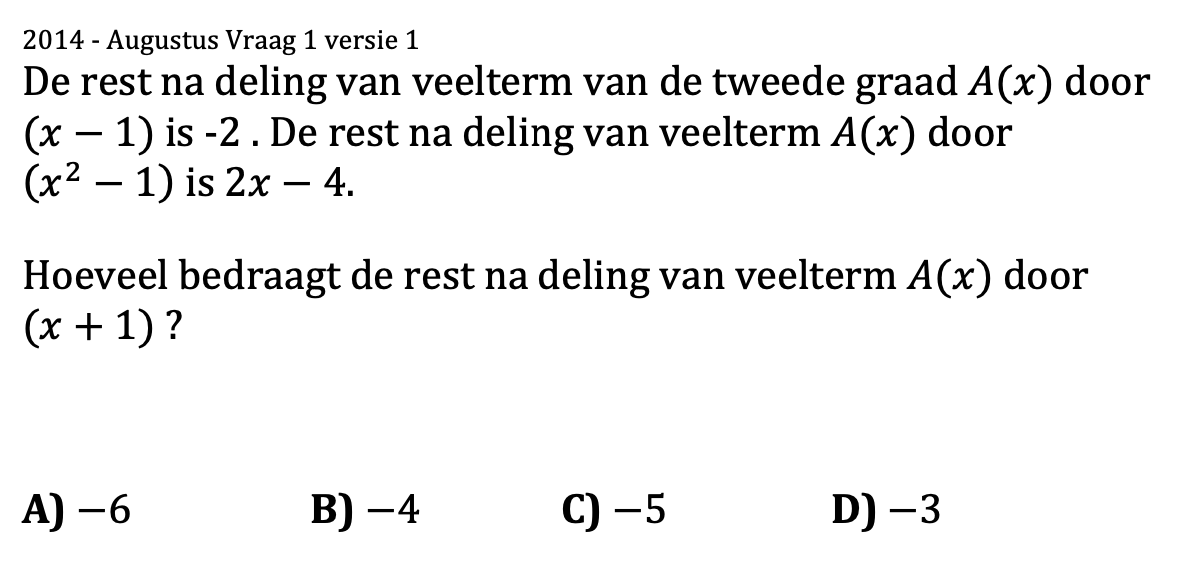 2014 - Augustus Vraag 1 versie 1
De rest na deling van veelterm van de tweede graad A(x) door
(x − 1) is -2 . De rest na deling van veelterm A(x) door
(x² − 1) is 2x − 4.
Hoeveel bedraagt de rest na deling van veelterm A(x) door
(x + 1) ?
A) −6 B) −4 C) −5 D) −3